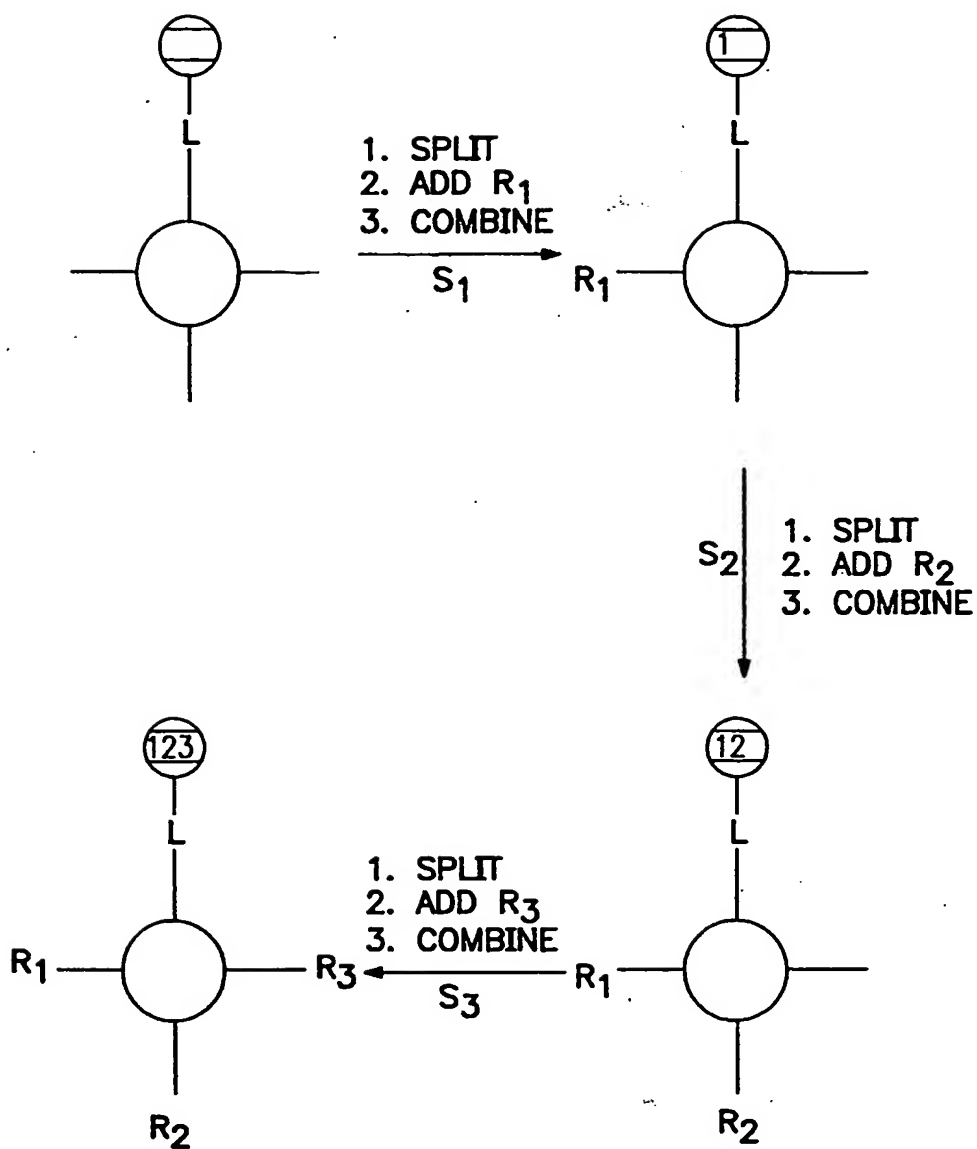 1
L
L
1. SPLIT
2. ADD R₁
3. COMBINE
S₁
R₁
S₂
1. SPLIT
2. ADD R₂
3. COMBINE
123
12
L
L
1. SPLIT
2. ADD R₃
3. COMBINE
S₃
R₁
R₃
R₁
R₂
R₂